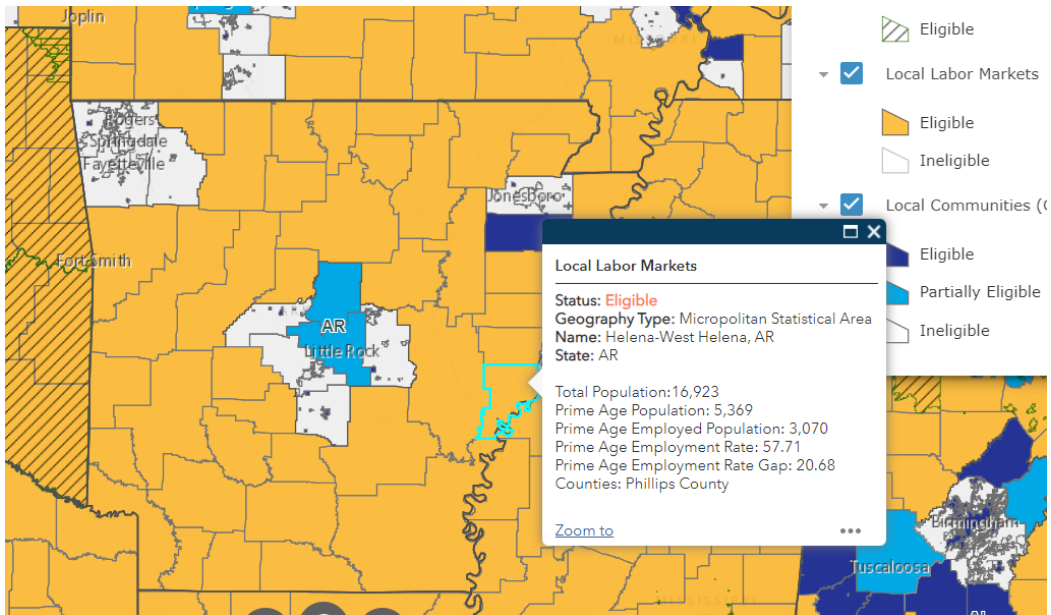 Joplin
MISSOURI
Eligible
Local Labor Markets
Eligible
Ineligible
Local Communities (
Eligible
Partially Eligible
Ineligible
Rogers
Springdale
Fayetteville
Jonesboro
Fort Smith
AR
Little Rock
Local Labor Markets
Status: Eligible
Geography Type: Micropolitan Statistical Area
Name: Helena-West Helena, AR
State: AR
Total Population:16,923
Prime Age Population: 5,369
Prime Age Employed Population: 3,070
Prime Age Employment Rate: 57.71
Prime Age Employment Rate Gap: 20.68
Counties: Phillips County
Zoom to
Birmingham
Tuscaloosa
MISSISSIPPI